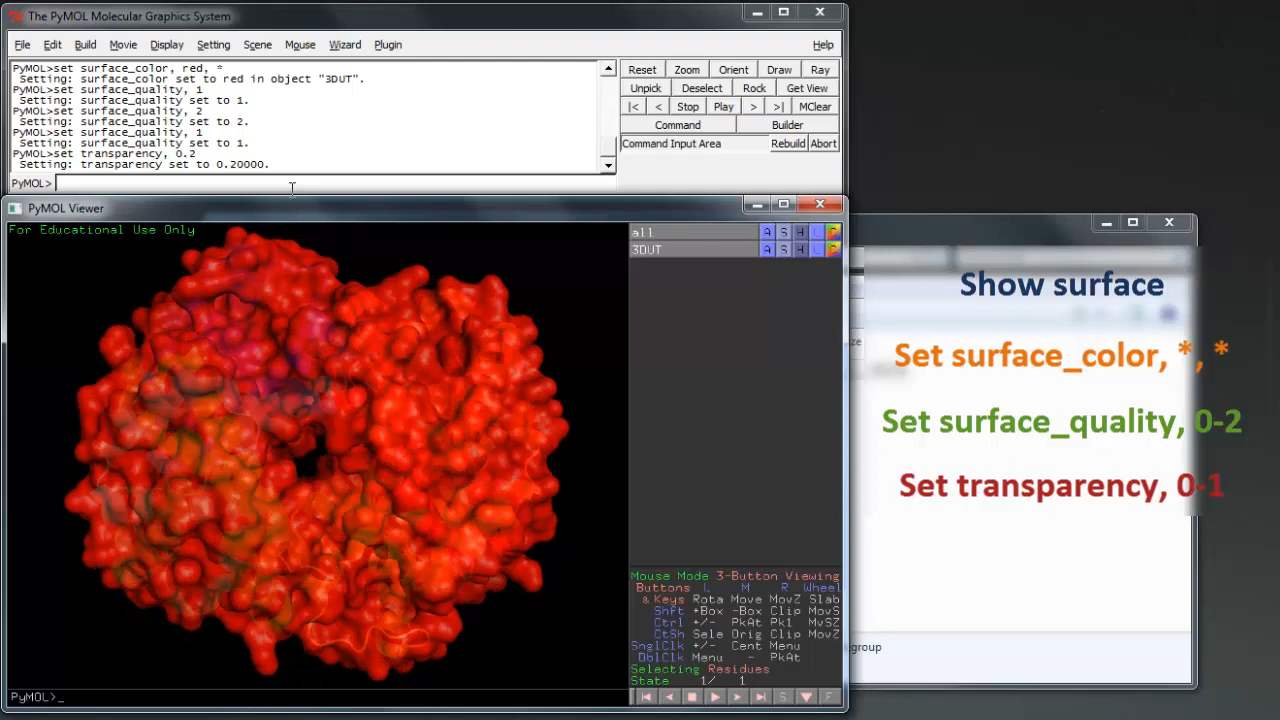 The PyMOL Molecular Graphics System
File Edit Build Movie Display Setting Scene Mouse Wizard Plugin Help
PyMOL>set surface_color, red, *
Setting: surface_color set to red in object "3DUT".
PyMOL>set surface_quality, 1
Setting: surface_quality set to 1.
PyMOL>set surface_quality, 2
Setting: surface_quality set to 2.
PyMOL>set surface_quality, 1
Setting: surface_quality set to 1.
PyMOL>set transparency, 0.2
Setting: transparency set to 0.20000.
PyMOL>
Reset Zoom Orient Draw Ray
Unpick Deselect Rock Get View
|< < Stop Play > >| MClear
Command Builder
Command Input Area Rebuild Abort
PyMOL Viewer
For Educational Use Only
all A S H L C
3DUT A S H L C
Mouse Mode 3-Button Viewing
Buttons L M R Wheel
& Keys Rota Move MovZ Slab
Shft +Box -Box Clip MovS
Ctrl +/- PkAt Pk1 MvSZ
CtSh Sele Orig Clip MovZ
SnglClk +/- Cent Menu
DblClk Menu - PkAt
Selecting Residues
State 1/ 1
S F
PyMOL>_
Show surface
Set surface_color, *, *
Set surface_quality, 0-2
Set transparency, 0-1
group